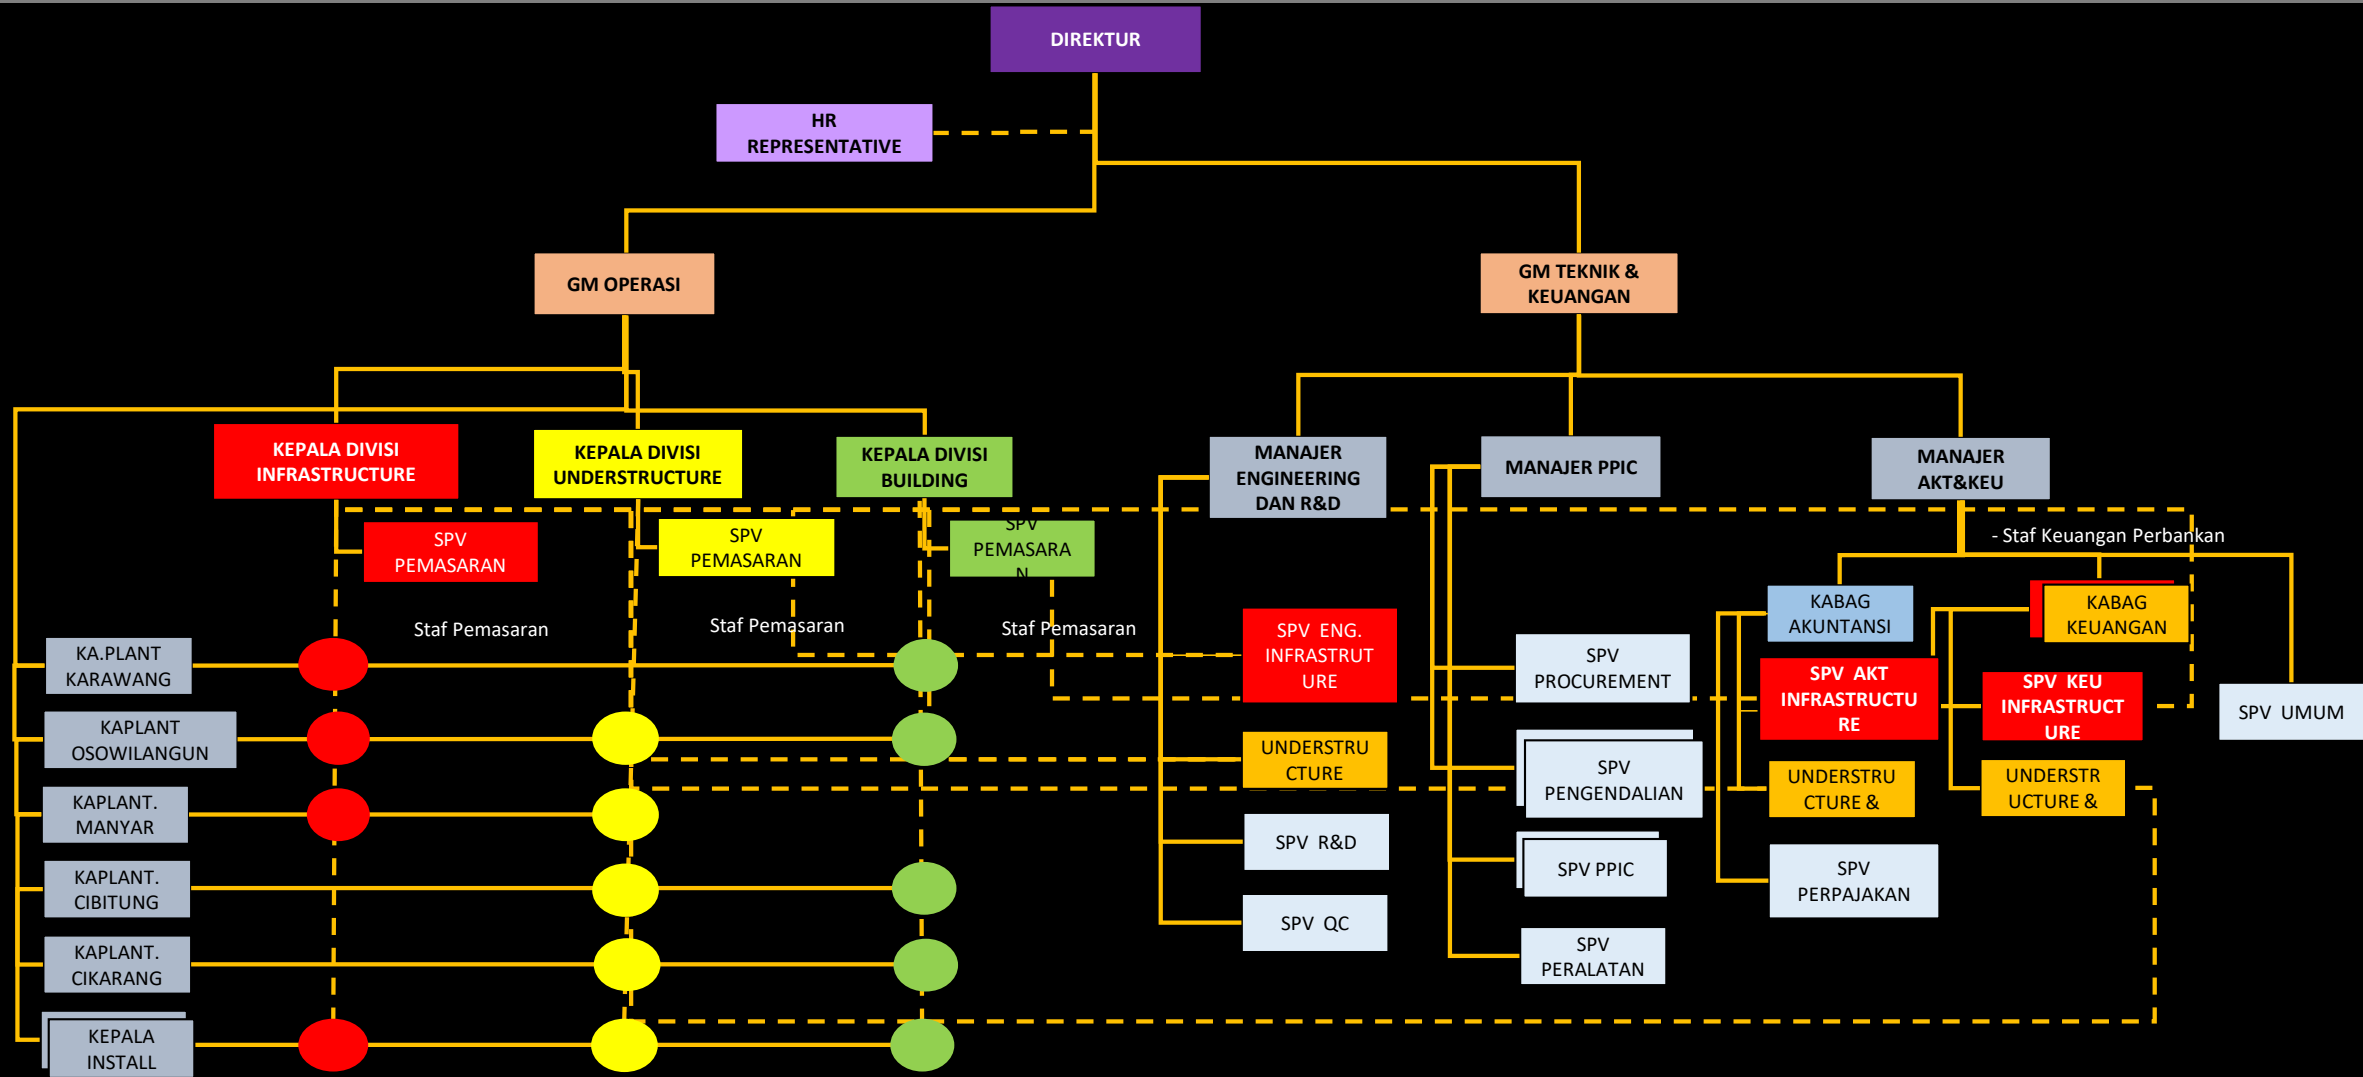 DIREKTUR
HR
REPRESENTATIVE
GM OPERASI
GM TEKNIK &
KEUANGAN
KEPALA DIVISI
INFRASTRUCTURE
KEPALA DIVISI
UNDERSTRUCTURE
KEPALA DIVISI
BUILDING
MANAJER
ENGINEERING
DAN R&D
MANAJER PPIC
MANAJER
AKT&KEU
SPV
PEMASARAN
SPV
PEMASARAN
SPV
PEMASARA
N
- Staf Keuangan Perbankan
Staf Pemasaran
Staf Pemasaran
Staf Pemasaran
KA.PLANT
KARAWANG
KAPLANT
OSOWILANGUN
KAPLANT.
MANYAR
KAPLANT.
CIBITUNG
KAPLANT.
CIKARANG
KEPALA
INSTALL
SPV  ENG.
INFRASTRUT
URE
UNDERSTRU
CTURE
SPV  R&D
SPV  QC
SPV
PROCUREMENT
SPV
PENGENDALIAN
SPV PPIC
SPV
PERALATAN
KABAG
AKUNTANSI
SPV  AKT
INFRASTRUCTU
RE
UNDERSTRU
CTURE &
SPV
PERPAJAKAN
KABAG
KEUANGAN
SPV  KEU
INFRASTRUCT
URE
UNDERSTR
UCTURE &
SPV  UMUM